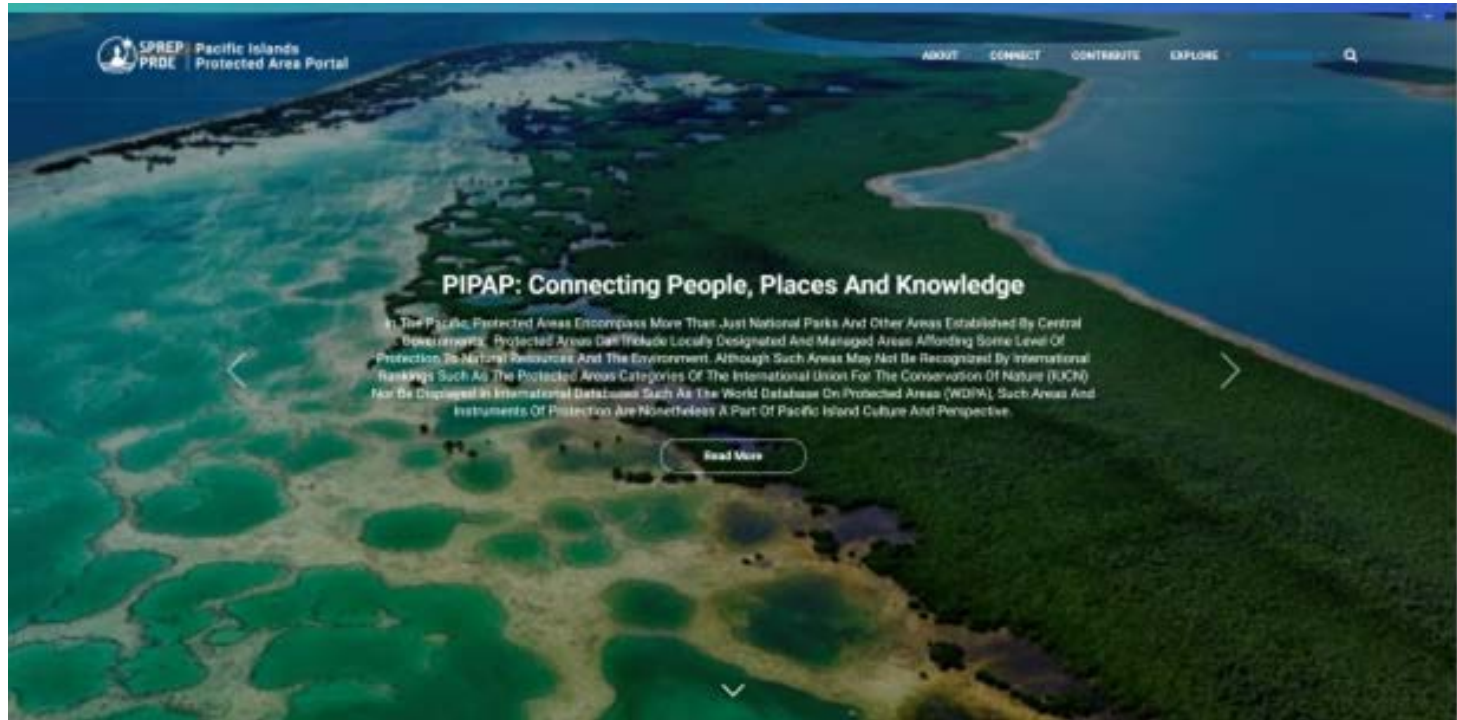 SPREP Pacific Islands
PROE Protected Area Portal
ABOUT CONNECT CONTRIBUTE EXPLORE
PIPAP: Connecting People, Places And Knowledge
In The Pacific, Protected Areas Encompass More Than Just National Parks And Other Areas Established By Central
Governments. Protected Areas Can Include Locally Designated And Managed Areas Affording Some Level Of
Protection To Natural Resources And The Environment. Although Such Areas May Not Be Recognized By International
Rankings Such As The Protected Areas Categories Of The International Union For The Conservation Of Nature (IUCN)
Nor Be Displayed In International Databases Such As The World Database On Protected Areas (WDPA), Such Areas And
Instruments Of Protection Are Nonetheless A Part Of Pacific Island Culture And Perspective.
Read More